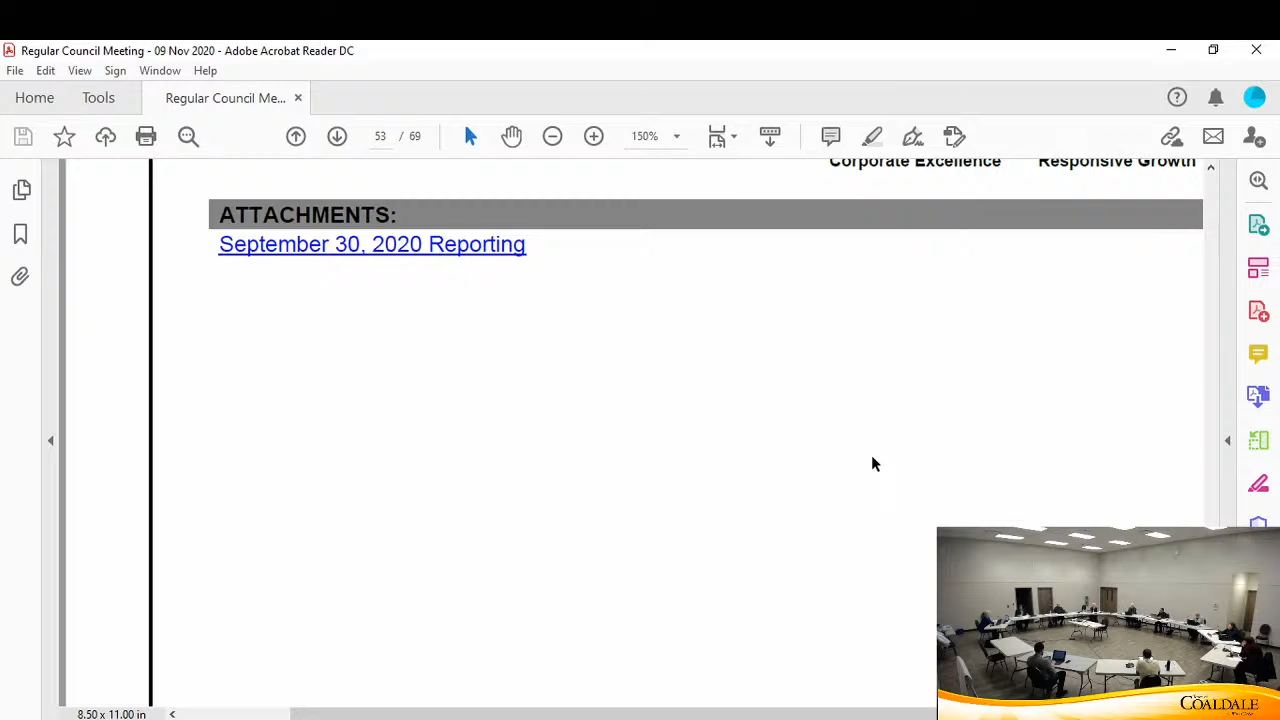 Regular Council Meeting - 09 Nov 2020 - Adobe Acrobat Reader DC
File Edit View Sign Window Help
Home Tools Regular Council Me... ×
53 / 69 150%
Corporate Excellence Responsive Growth
ATTACHMENTS:
September 30, 2020 Reporting
8.50 x 11.00 in
COALDALE